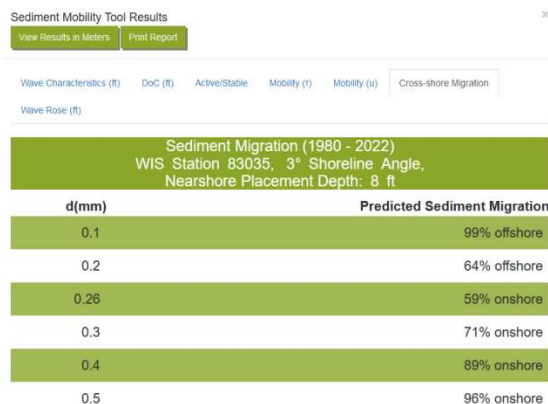 Sediment Mobility Tool Results
×
View Results in Meters Print Report
Wave Characteristics (ft) DoC (ft) Active/Stable Mobility (τ) Mobility (u) Cross-shore Migration
Wave Rose (ft)
Sediment Migration (1980 - 2022)
WIS Station 83035, 3° Shoreline Angle,
Nearshore Placement Depth: 8 ft
d(mm) Predicted Sediment Migration
0.1 99% offshore
0.2 64% offshore
0.26 59% onshore
0.3 71% onshore
0.4 89% onshore
0.5 96% onshore